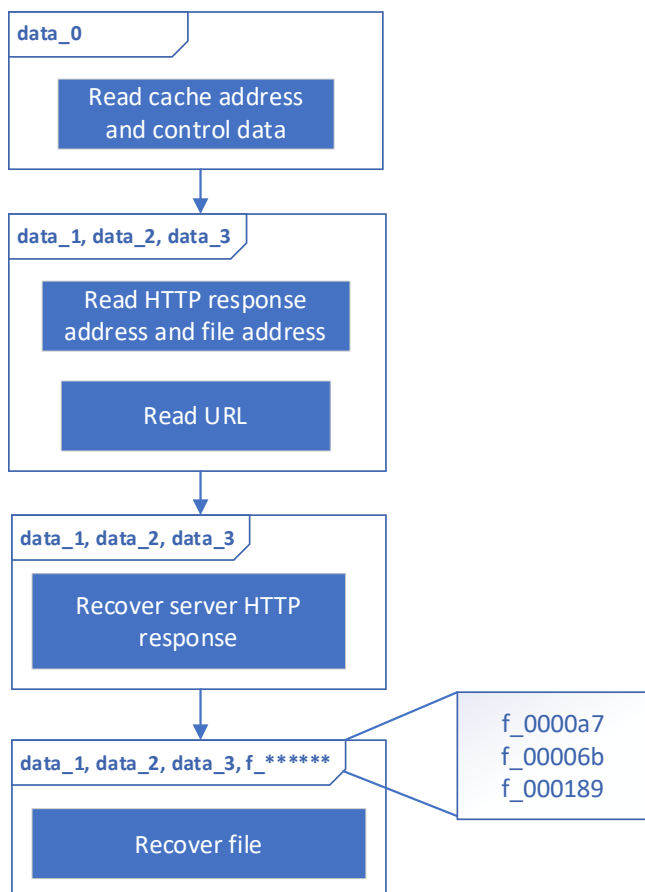 data_0
Read cache address
and control data
data_1, data_2, data_3
Read HTTP response
address and file address
Read URL
data_1, data_2, data_3
Recover server HTTP
response
data_1, data_2, data_3, f_******
f_0000a7
f_00006b
f_000189
Recover file